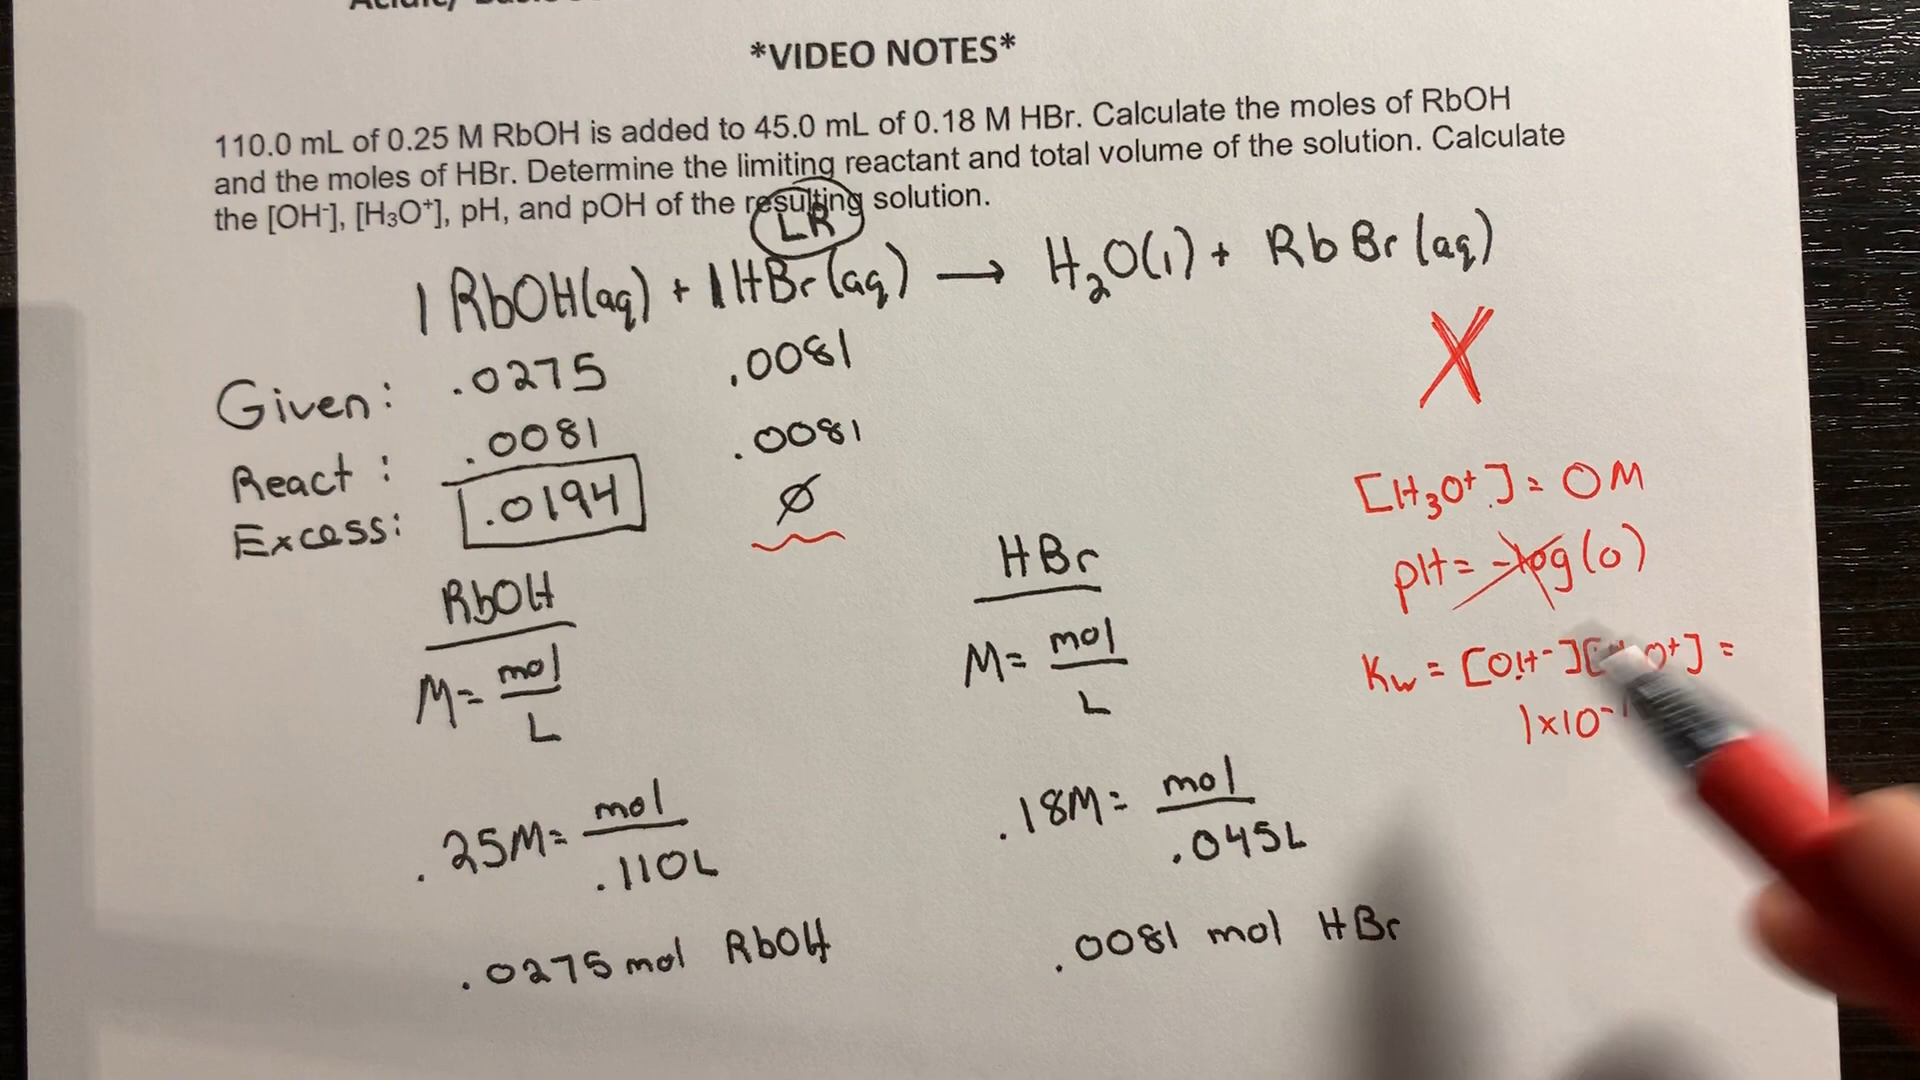 *VIDEO NOTES*
110.0 mL of 0.25 M RbOH is added to 45.0 mL of 0.18 M HBr. Calculate the moles of RbOH
and the moles of HBr. Determine the limiting reactant and total volume of the solution. Calculate
the [OH-], [H₃O⁺], pH, and pOH of the resulting solution.
LR
1 RbOH(aq) + 1 HBr(aq) → H₂O(l) + RbBr(aq)
Given: .0275 .0081
React: .0081 .0081
Excess: .0194 ∅
X
[H₃O⁺] = 0M
pH = -log(0)
Kw = [OH⁻][ O⁺] =
1×10⁻
RbOH
M = mol
L
.25M = mol
.110L
.0275 mol RbOH
HBr
M = mol
L
.18M = mol
.045L
.0081 mol HBr